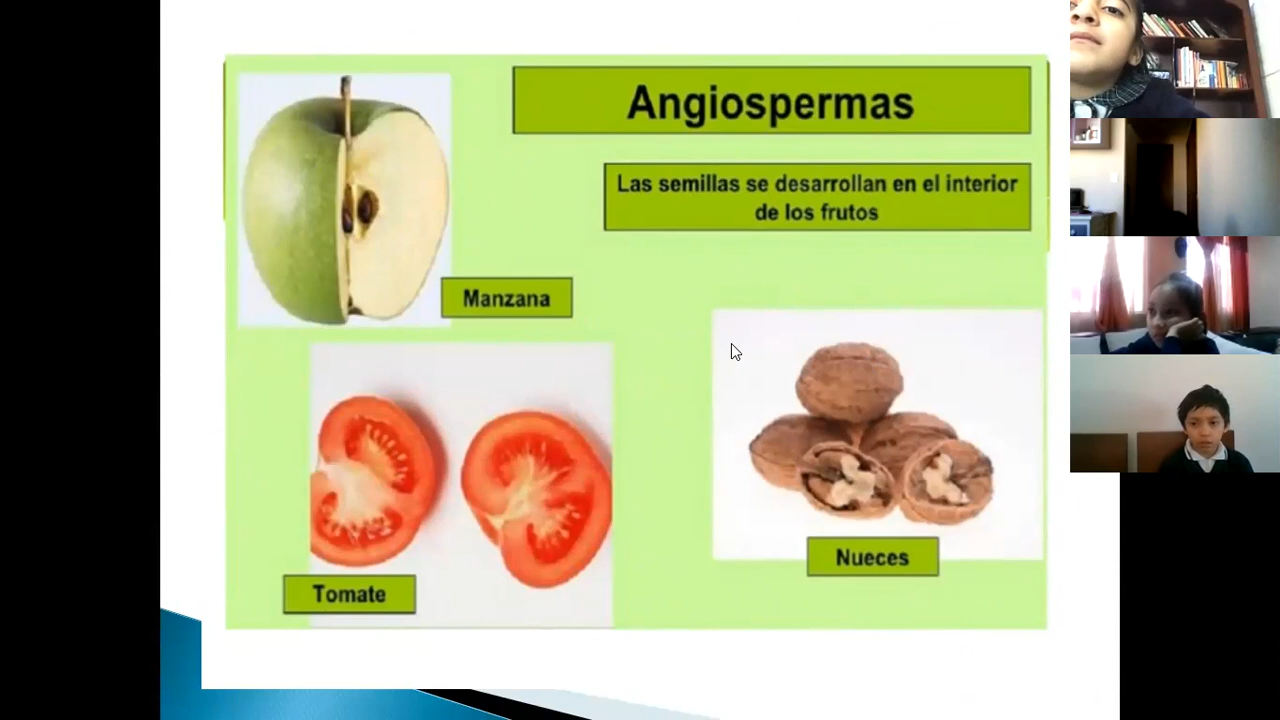 Angiospermas
Las semillas se desarrollan en el interior
de los frutos
Manzana
Tomate
Nueces